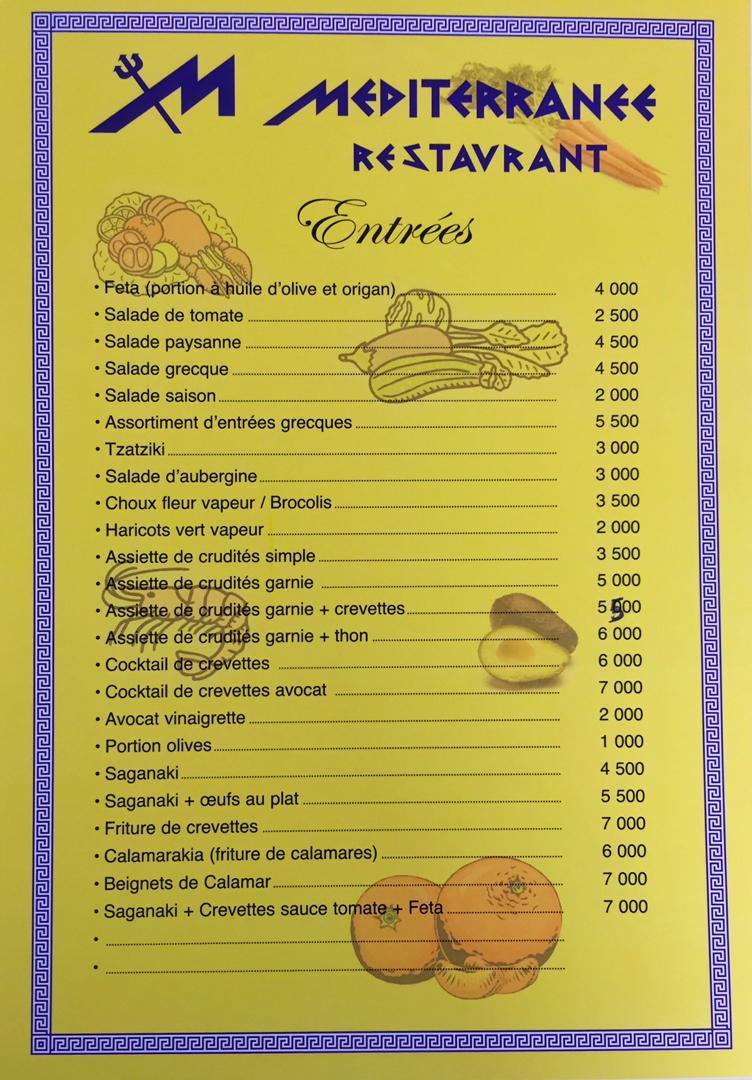 M MEDITERRANEE
RESTAVRANT
Entrées
• Feta (portion à huile d'olive et origan) 4 000
• Salade de tomate 2 500
• Salade paysanne 4 500
• Salade grecque 4 500
• Salade saison 2 000
• Assortiment d'entrées grecques 5 500
• Tzatziki 3 000
• Salade d'aubergine 3 000
• Choux fleur vapeur / Brocolis 3 500
• Haricots vert vapeur 2 000
• Assiette de crudités simple 3 500
• Assiette de crudités garnie 5 000
• Assiette de crudités garnie + crevettes 5 500
• Assiette de crudités garnie + thon 6 000
• Cocktail de crevettes 6 000
• Cocktail de crevettes avocat 7 000
• Avocat vinaigrette 2 000
• Portion olives 1 000
• Saganaki 4 500
• Saganaki + œufs au plat 5 500
• Friture de crevettes 7 000
• Calamarakia (friture de calamares) 6 000
• Beignets de Calamar 7 000
• Saganaki + Crevettes sauce tomate + Feta 7 000